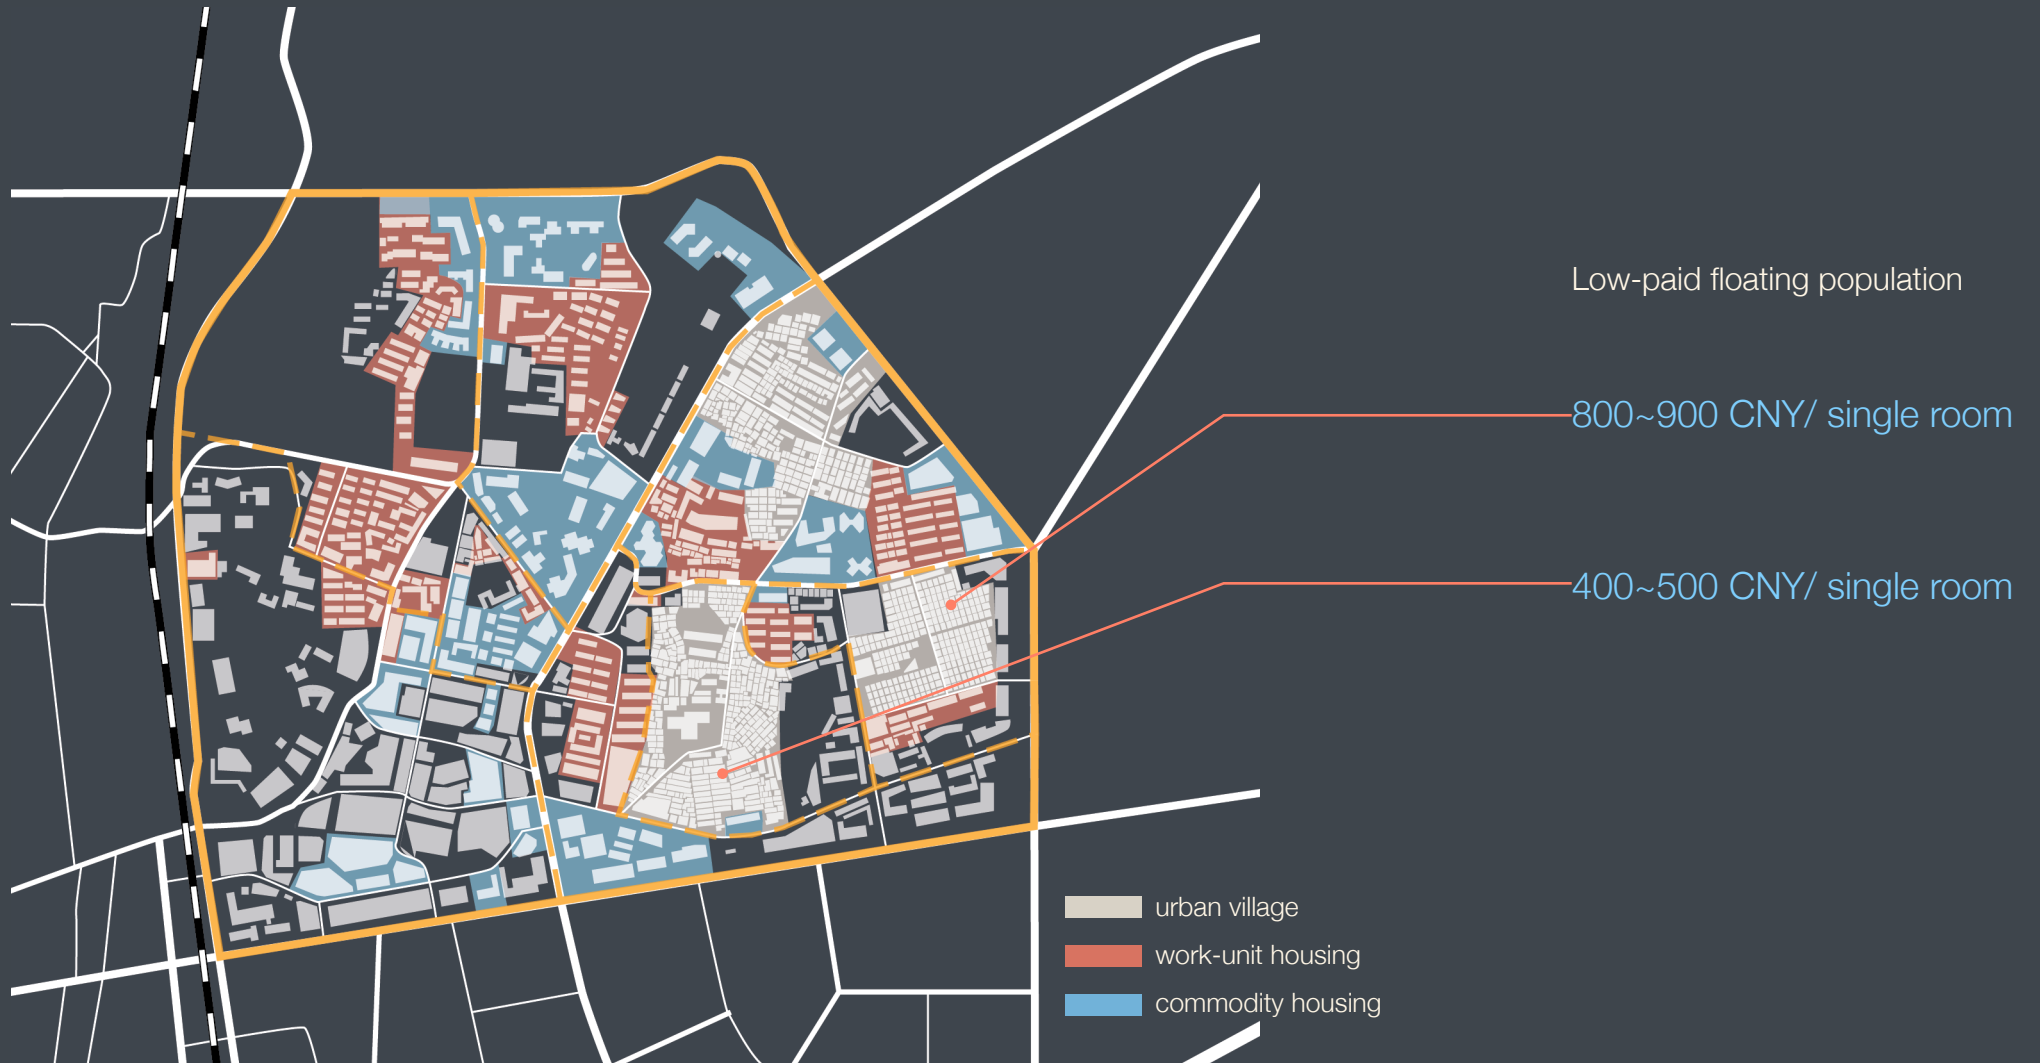 Low-paid floating population
800~900 CNY/ single room
400~500 CNY/ single room
urban village
work-unit housing
commodity housing